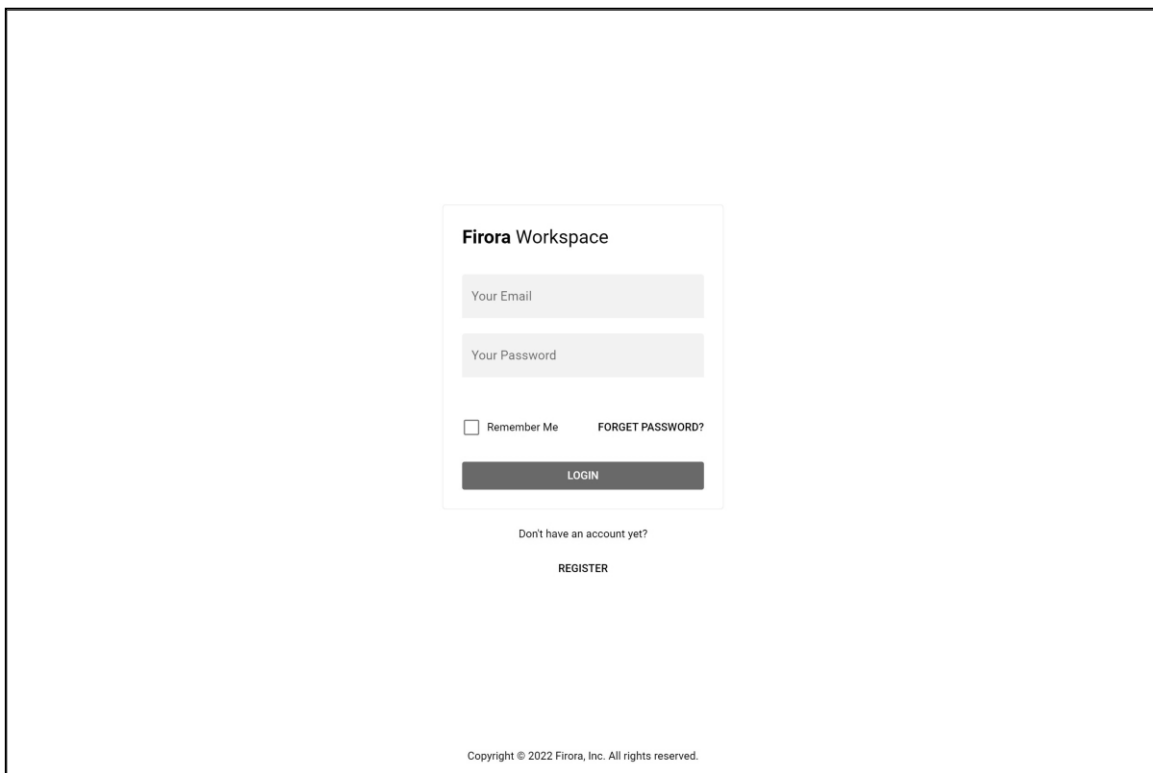 Firora Workspace
Your Email
Your Password
Remember Me FORGET PASSWORD?
LOGIN
Don't have an account yet?
REGISTER
Copyright © 2022 Firora, Inc. All rights reserved.